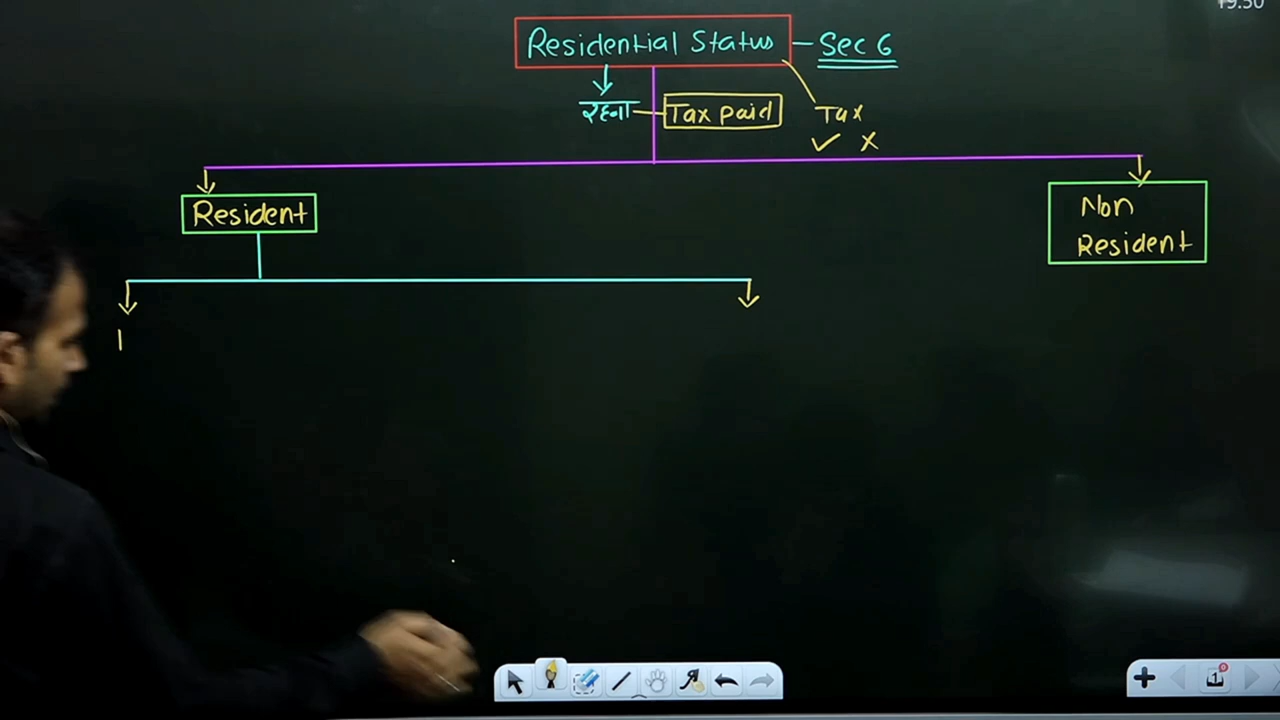 Residential Status - Sec 6
रहना Tax paid Tax
✓ x
Resident
Non
Resident
1